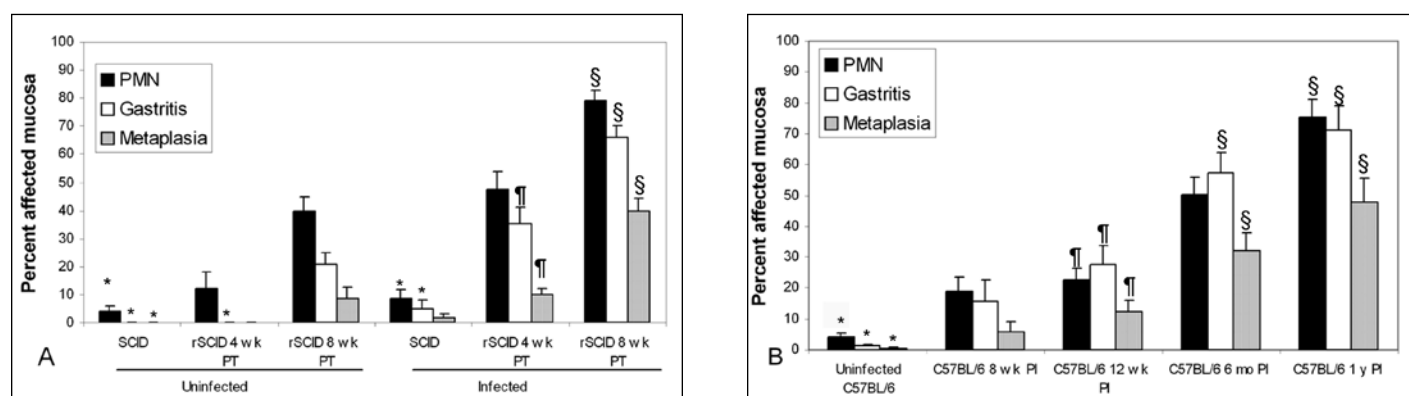 Percent affected mucosa
100
90
80
70
60
50
40
30
20
10
0
PMN
Gastritis
Metaplasia
* * * * * * ¶ ¶ § § §
SCID rSCID 4 wk PT rSCID 8 wk PT SCID rSCID 4 wk PT rSCID 8 wk PT
Uninfected Infected
A
Percent affected mucosa
100
90
80
70
60
50
40
30
20
10
0
PMN
Gastritis
Metaplasia
* * * ¶ ¶ ¶ § § § § §
Uninfected C57BL/6 C57BL/6 8 wk PI C57BL/6 12 wk PI C57BL/6 6 mo PI C57BL/6 1 y PI
B